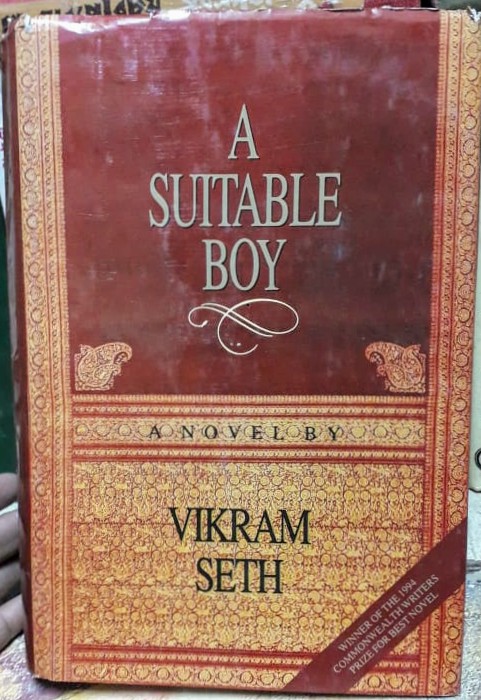 A
SUITABLE
BOY
A NOVEL BY
VIKRAM
SETH
WINNER OF THE 1994
COMMONWEALTH WRITERS
PRIZE FOR BEST NOVEL